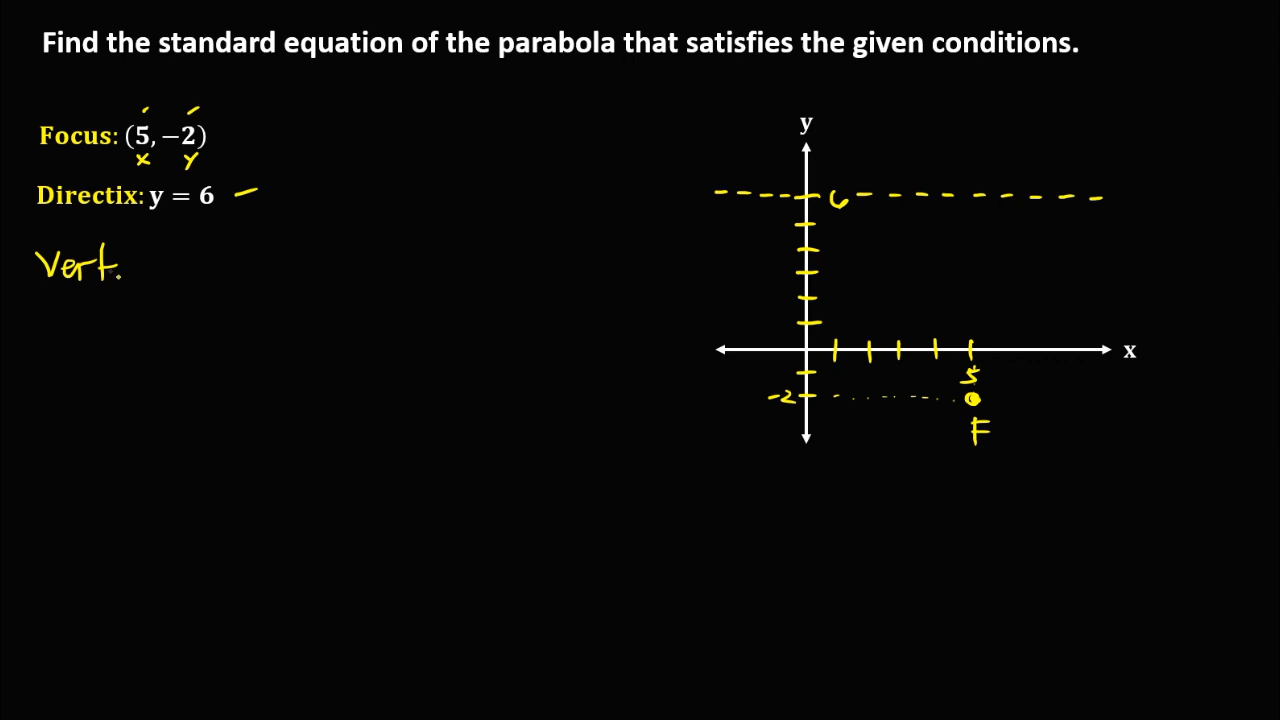 Find the standard equation of the parabola that satisfies the given conditions.
Focus: (5, −2)
x y
Directix: y = 6
Vert.
y
6
x
5
-2
F